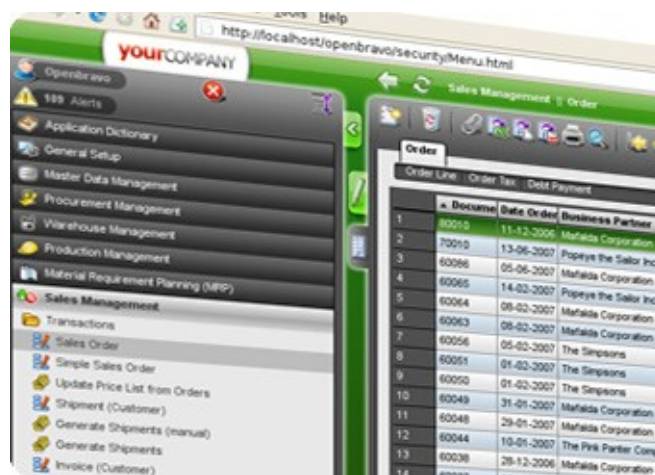 Tools Help
http://localhost/openbravo/security/Menu.html
yourCOMPANY
Openbravo
189 Alerts
Application Dictionary
General Setup
Master Data Management
Procurement Management
Warehouse Management
Production Management
Material Requirement Planning (MRP)
Sales Management
Transactions
Sales Order
Simple Sales Order
Update Price List from Orders
Shipment (Customer)
Generate Shipments (manual)
Generate Shipments
Invoice (Customer)
Sales Management || Order
Order
Order Line Order Tax Debt Payment
Docume Date Order Business Partner
1 80010 11-12-2006 Mafalda Corporation
2 70010 13-06-2007 Popeye the Sailor Inc
3 60086 05-06-2007 Mafalda Corporation
4 60065 14-02-2007 Popeye the Sailor Inc
5 60064 08-02-2007 Mafalda Corporation
6 60063 08-02-2007 Mafalda Corporation
7 60056 05-02-2007 The Simpsons
8 60051 01-02-2007 The Simpsons
9 60050 01-02-2007 The Simpsons
10 60049 31-01-2007 Mafalda Corporation
11 60048 29-01-2007 Mafalda Corporation
12 60044 10-01-2007 The Pink Panter Com
13 60038 28-12-2006 Mafalda Corporation
14